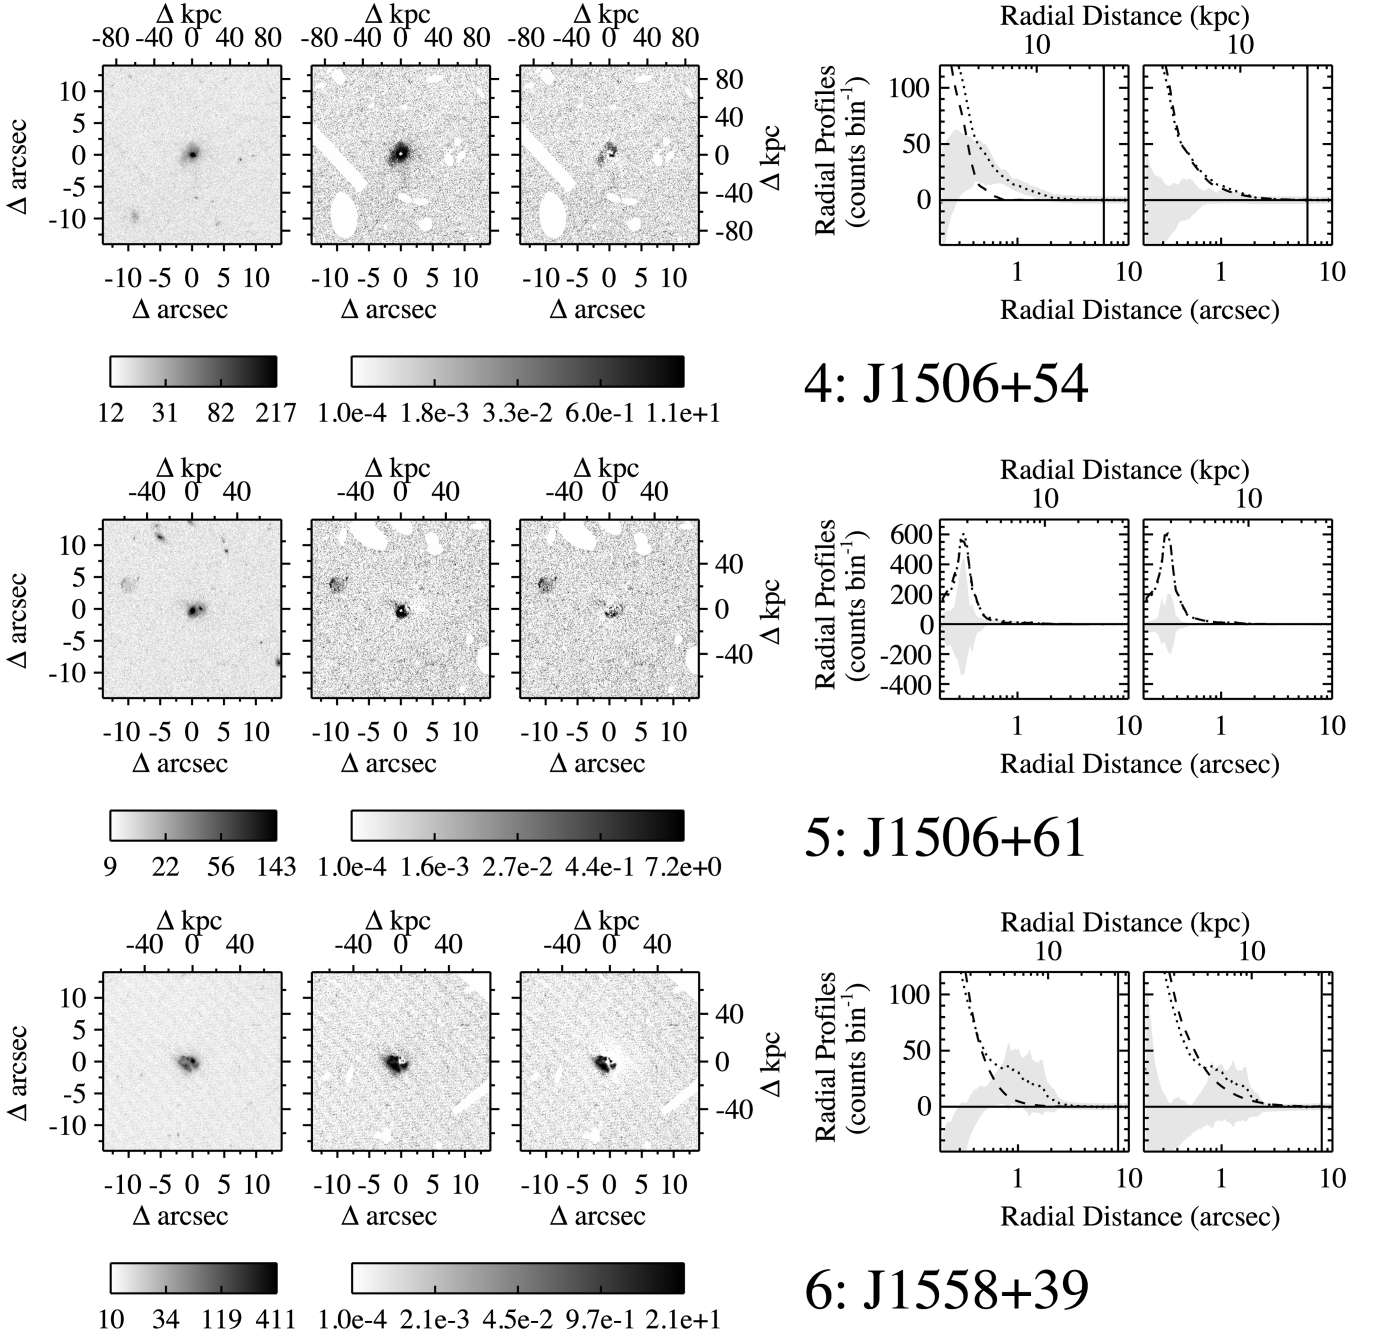 Δ kpc Δ kpc Δ kpc Radial Distance (kpc)
-80 -40 0 40 80 -80 -40 0 40 80 -80 -40 0 40 80 10 10
10 5 0 -5 -10
Δ arcsec
80 40 0 -40 -80
Δ kpc
Radial Profiles
(counts bin⁻¹)
100 50 0
-10 -5 0 5 10 -10 -5 0 5 10 -10 -5 0 5 10 1 10 1 10
Δ arcsec Δ arcsec Δ arcsec Radial Distance (arcsec)
12 31 82 217 1.0e-4 1.8e-3 3.3e-2 6.0e-1 1.1e+1
4: J1506+54
Δ kpc Δ kpc Δ kpc Radial Distance (kpc)
-40 0 40 -40 0 40 -40 0 40 10 10
10 5 0 -5 -10
Δ arcsec
40 0 -40
Δ kpc
Radial Profiles
(counts bin⁻¹)
600 400 200 0 -200 -400
-10 -5 0 5 10 -10 -5 0 5 10 -10 -5 0 5 10 1 10 1 10
Δ arcsec Δ arcsec Δ arcsec Radial Distance (arcsec)
9 22 56 143 1.0e-4 1.6e-3 2.7e-2 4.4e-1 7.2e+0
5: J1506+61
Δ kpc Δ kpc Δ kpc Radial Distance (kpc)
-40 0 40 -40 0 40 -40 0 40 10 10
10 5 0 -5 -10
Δ arcsec
40 0 -40
Δ kpc
Radial Profiles
(counts bin⁻¹)
100 50 0
-10 -5 0 5 10 -10 -5 0 5 10 -10 -5 0 5 10 1 10 1 10
Δ arcsec Δ arcsec Δ arcsec Radial Distance (arcsec)
10 34 119 411 1.0e-4 2.1e-3 4.5e-2 9.7e-1 2.1e+1
6: J1558+39